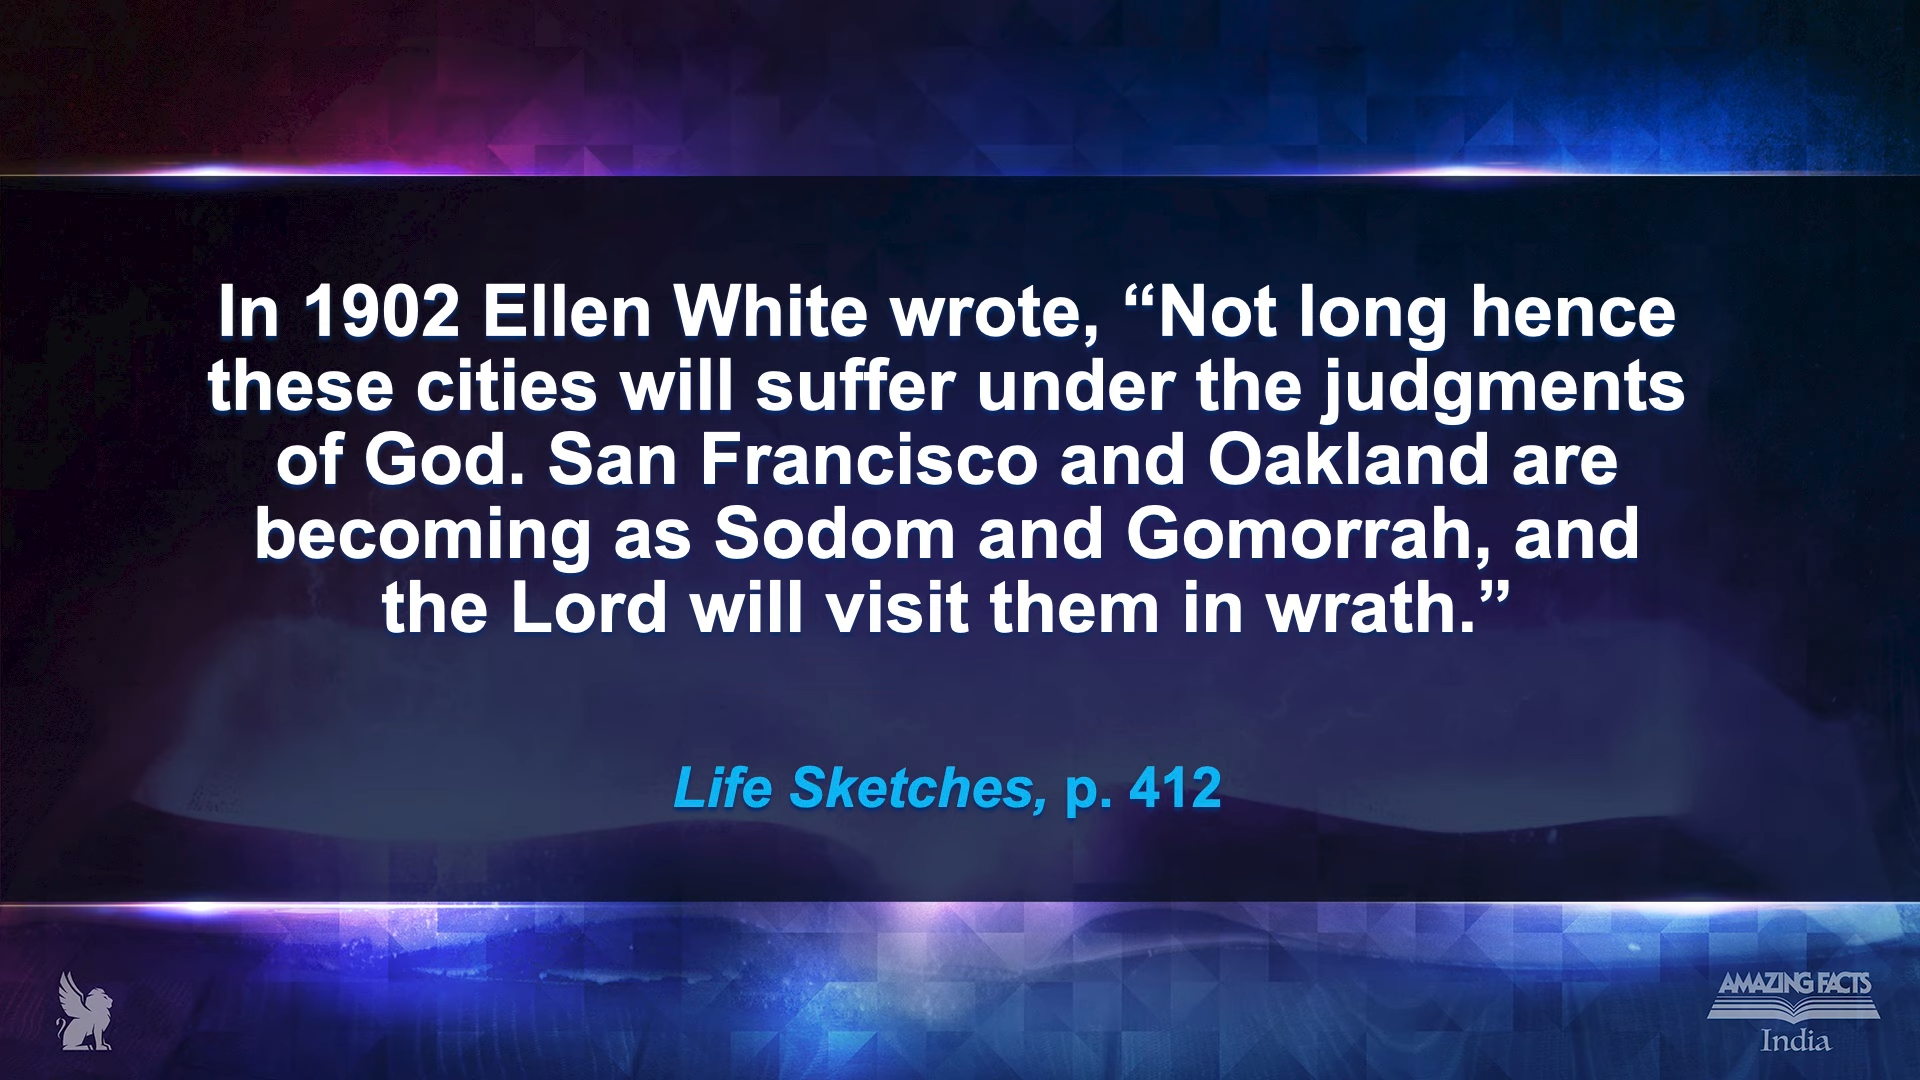 In 1902 Ellen White wrote, “Not long hence
these cities will suffer under the judgments
of God. San Francisco and Oakland are
becoming as Sodom and Gomorrah, and
the Lord will visit them in wrath.”
Life Sketches, p. 412
AMAZING FACTS
India